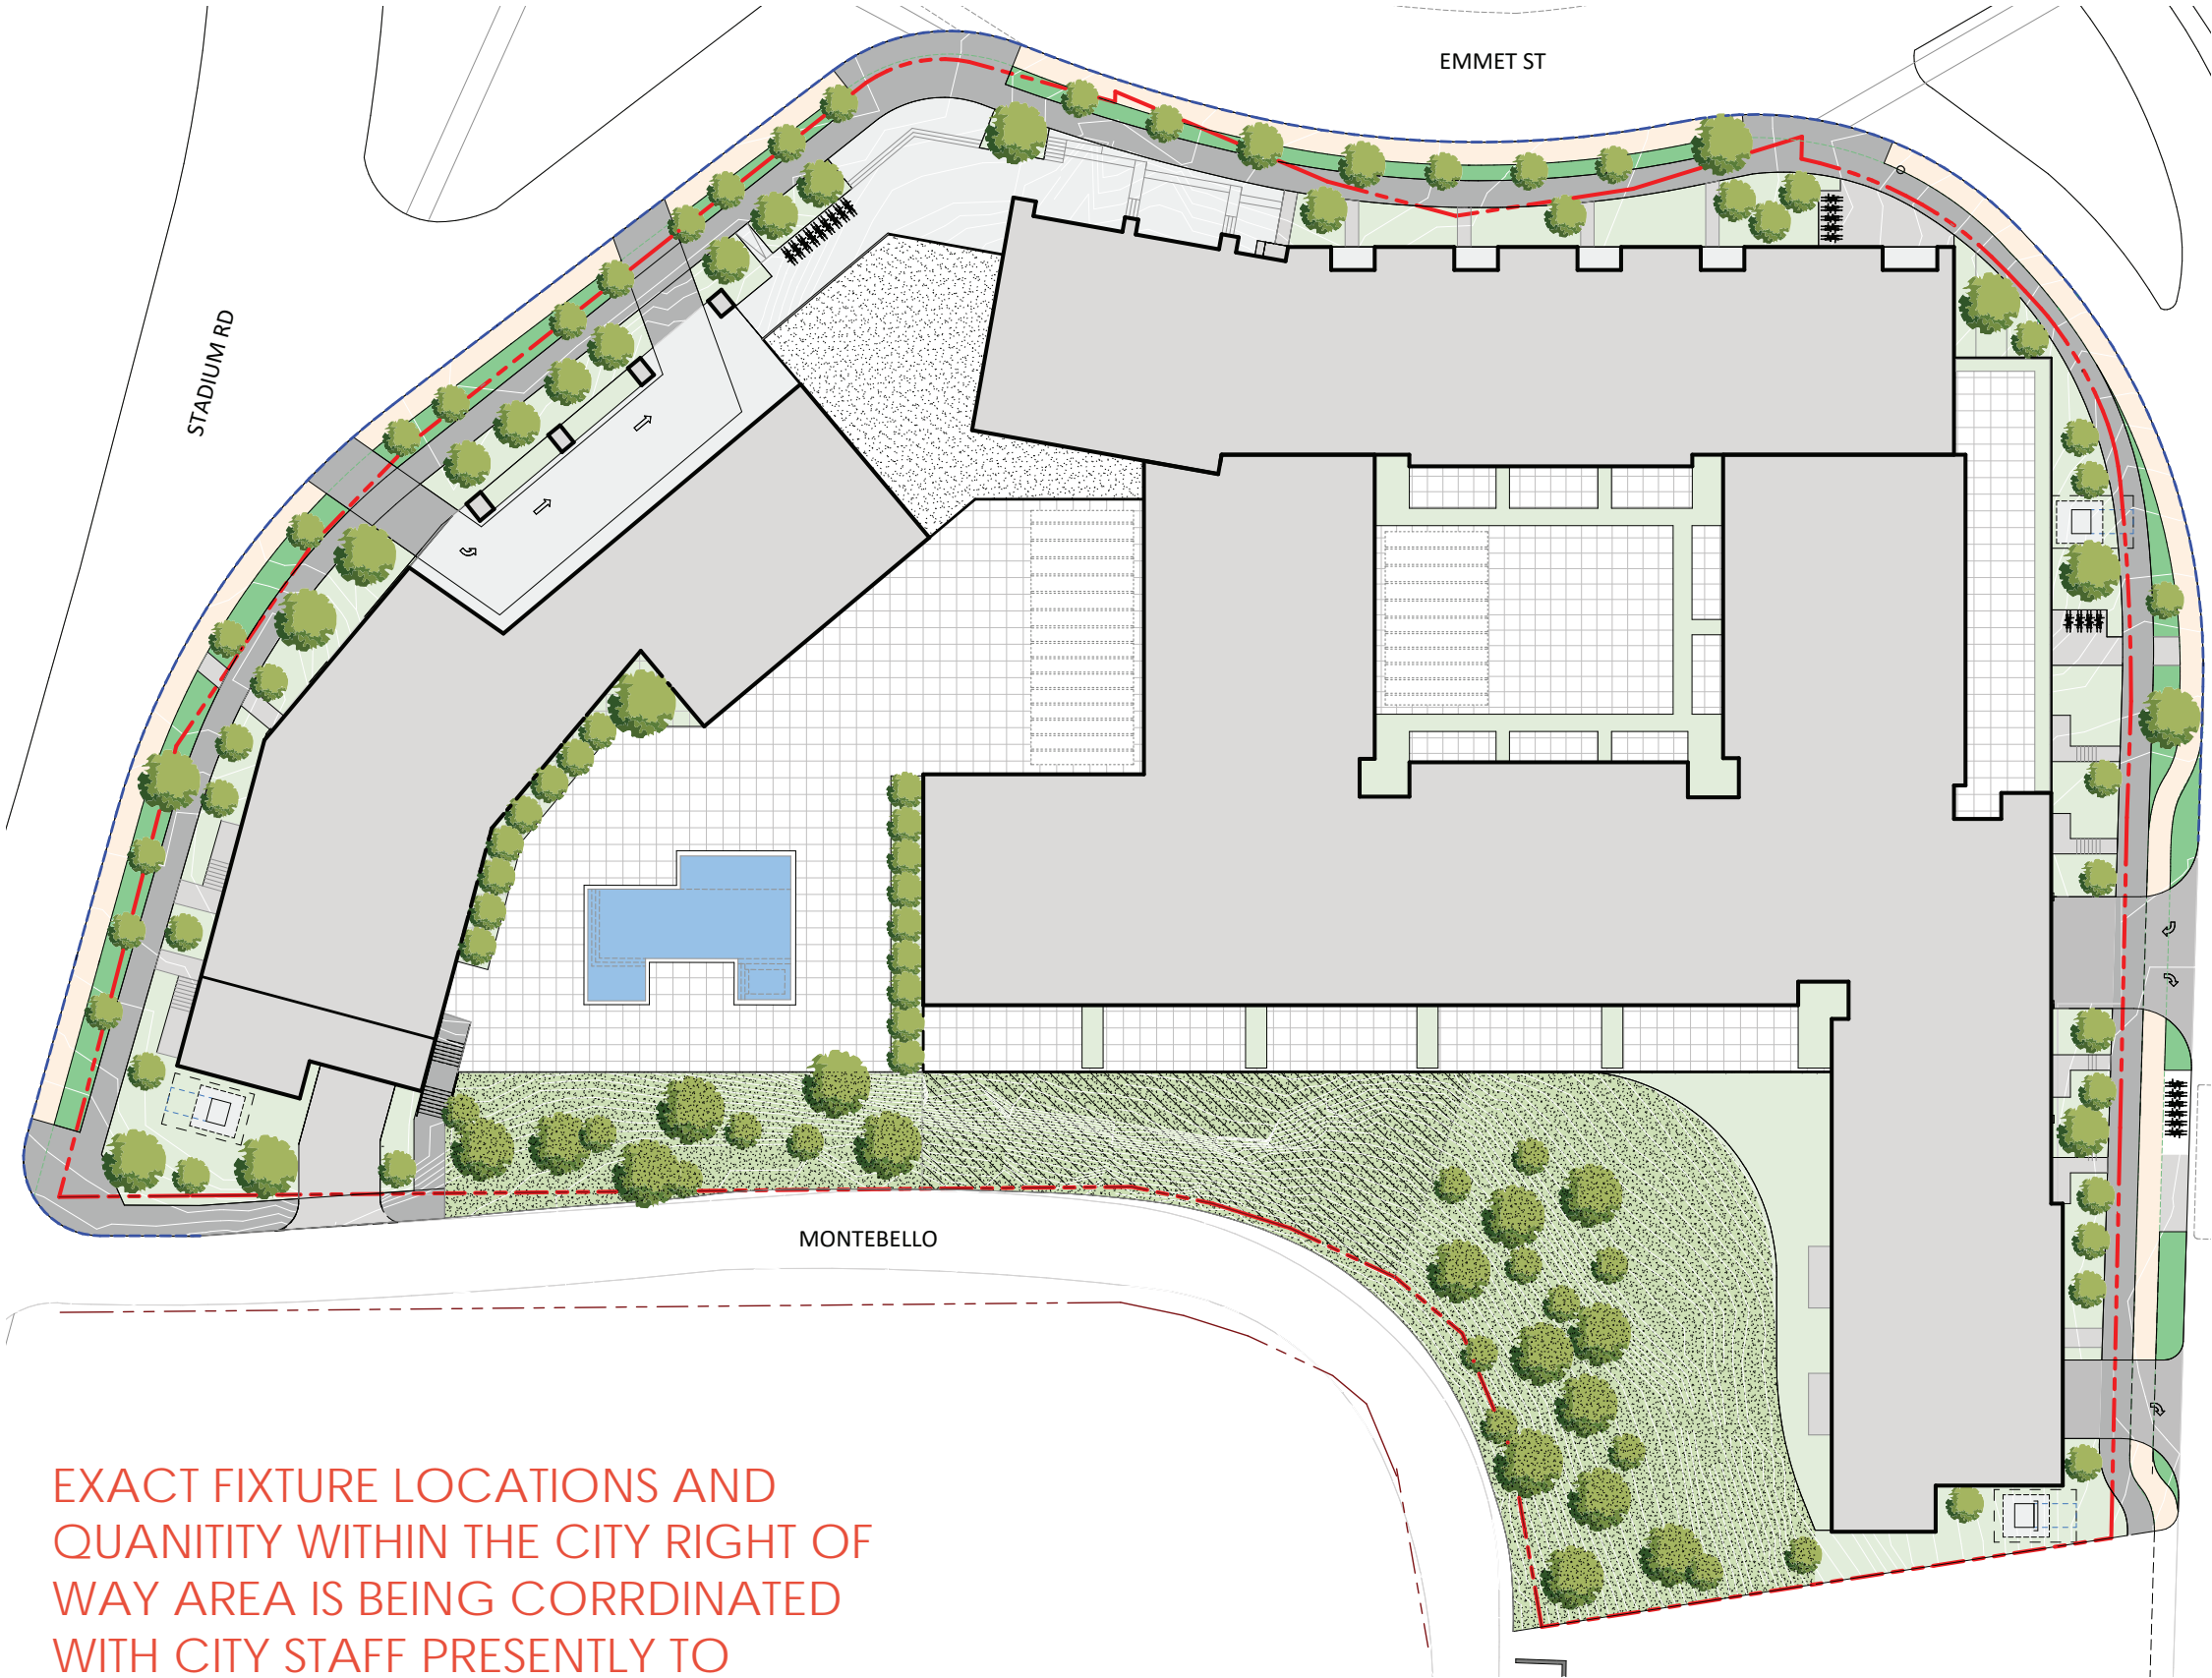 EMMET ST
STADIUM RD
MONTEBELLO
EXACT FIXTURE LOCATIONS AND
QUANITITY WITHIN THE CITY RIGHT OF
WAY AREA IS BEING CORRDINATED
WITH CITY STAFF PRESENTLY TO